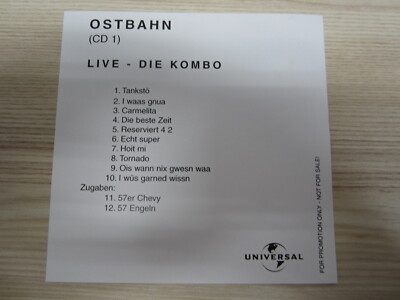 OSTBAHN
(CD 1)
LIVE - DIE KOMBO
1. Tankstö
2. I waas gnua
3. Carmelita
4. Die beste Zeit
5. Reserviert 4 2
6. Echt super
7. Hoit mi
8. Tornado
9. Ois wann nix gwesn waa
10. I wüs garned wissn
Zugaben:
11. 57er Chevy
12. 57 Engeln
UNIVERSAL
FOR PROMOTION ONLY - NOT FOR SALE!